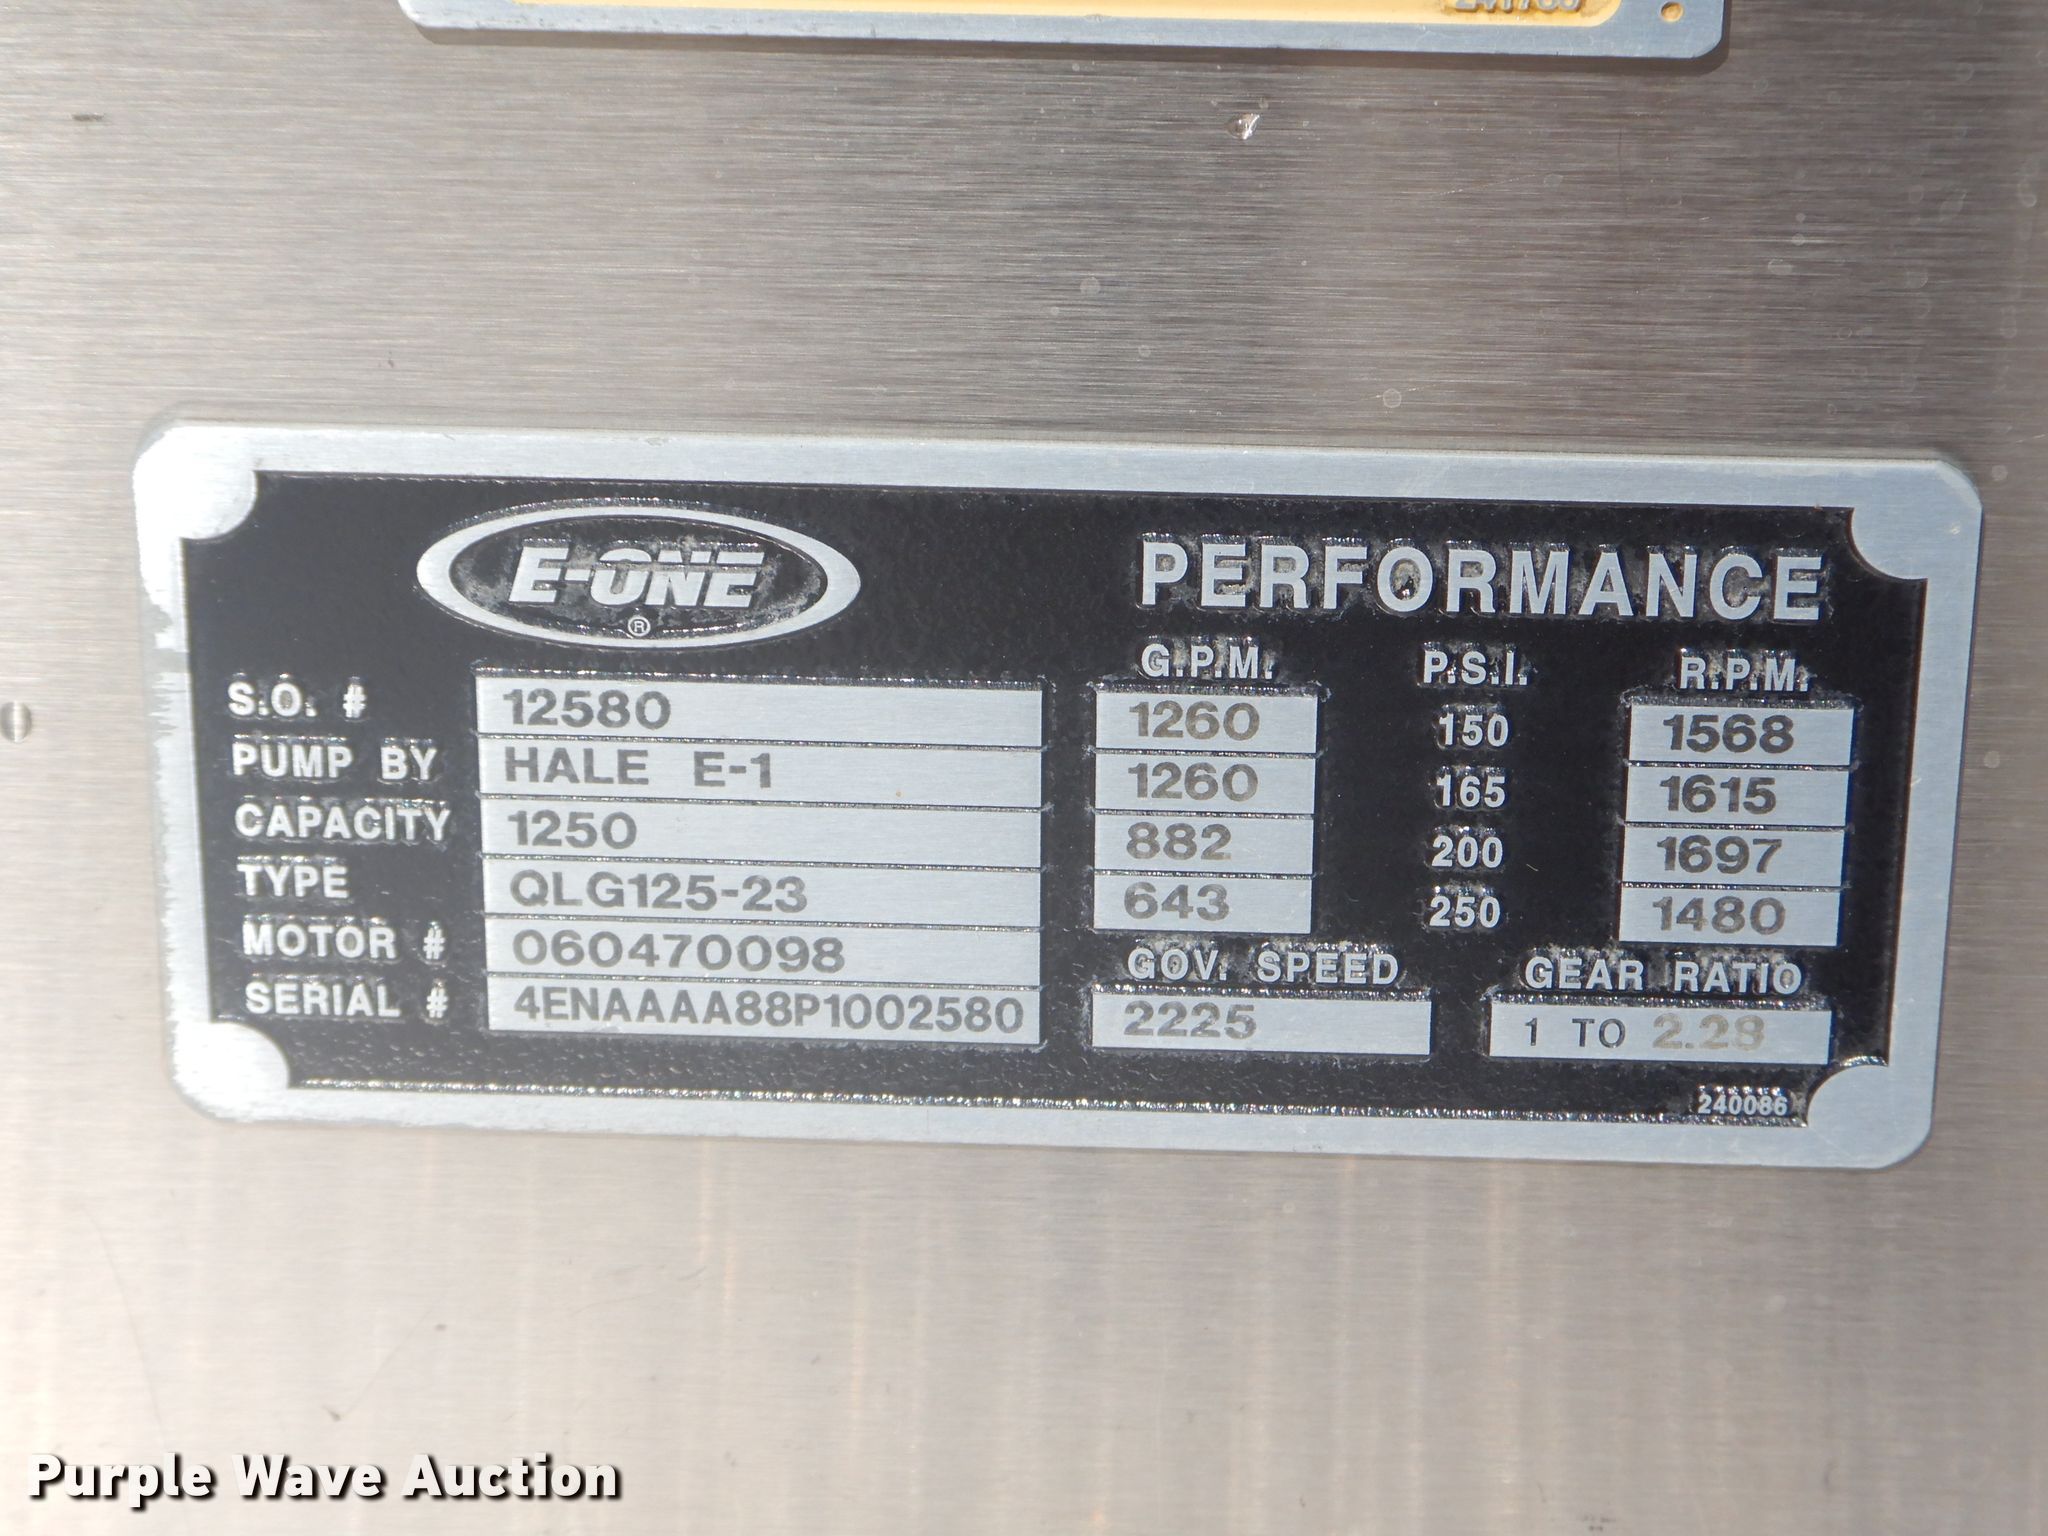 E-ONE
®
PERFORMANCE
G.P.M. P.S.I. R.P.M.
S.O. # 12580 1260 150 1568
PUMP BY HALE E-1 1260 165 1615
CAPACITY 1250 882 200 1697
TYPE QLG125-23 643 250 1480
MOTOR # 060470098 GOV. SPEED GEAR RATIO
SERIAL # 4ENAAAA88P1002580 2225 1 TO 2.28
240086
Purple Wave Auction